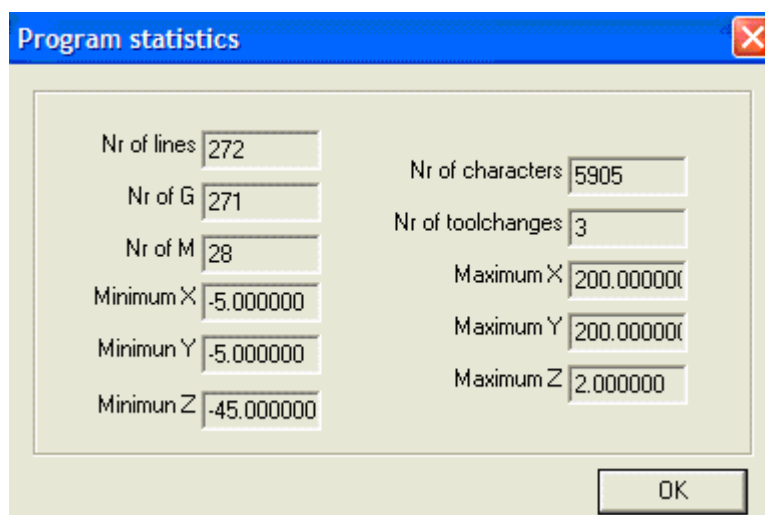 Program statistics
Nr of lines 272
Nr of G 271
Nr of M 28
Minimum X -5.000000
Minimun Y -5.000000
Minimun Z -45.000000
Nr of characters 5905
Nr of toolchanges 3
Maximum X 200.000000
Maximum Y 200.000000
Maximum Z 2.000000
OK